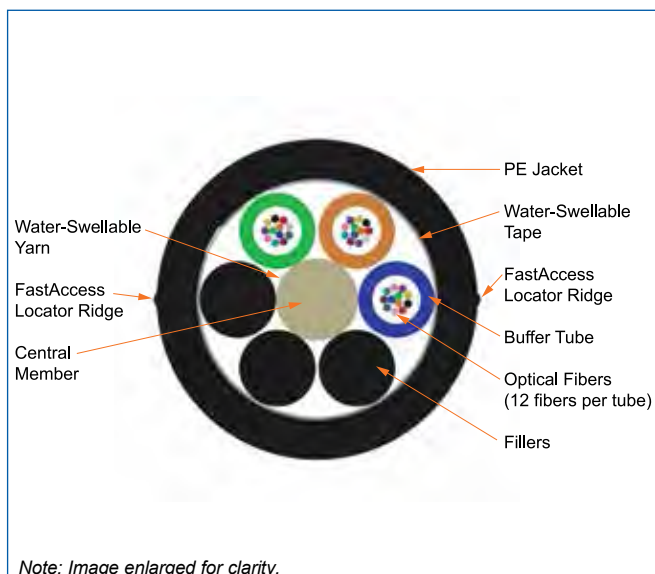 PE Jacket
Water-Swellable
Tape
FastAccess
Locator Ridge
Buffer Tube
Optical Fibers
(12 fibers per tube)
Fillers
Water-Swellable
Yarn
FastAccess
Locator Ridge
Central
Member
Note: Image enlarged for clarity.